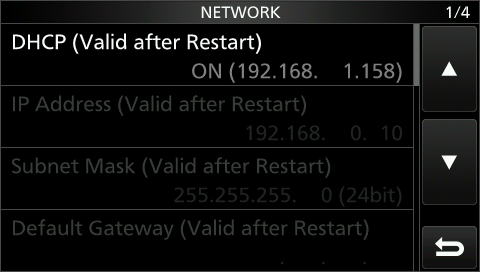 NETWORK 1/4
DHCP (Valid after Restart)
ON (192.168. 1.158)
IP Address (Valid after Restart)
192.168. 0. 10
Subnet Mask (Valid after Restart)
255.255.255. 0 (24bit)
Default Gateway (Valid after Restart)